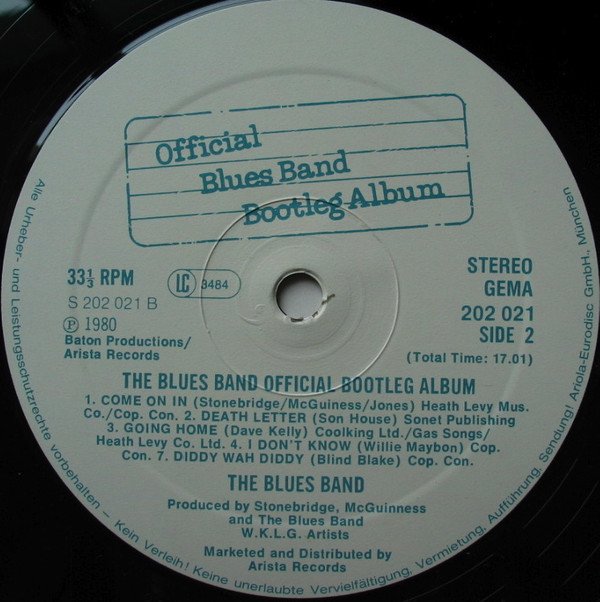 Official
Blues Band
Bootleg Album
33⅓ RPM
S 202 021 B
Ⓟ 1980
Baton Productions/
Arista Records
LC 3484
STEREO
GEMA
202 021
SIDE 2
(Total Time: 17.01)
THE BLUES BAND OFFICIAL BOOTLEG ALBUM
1. COME ON IN (Stonebridge/McGuiness/Jones) Heath Levy Mus.
Co./Cop. Con. 2. DEATH LETTER (Son House) Sonet Publishing
3. GOING HOME (Dave Kelly) Coolking Ltd./Gas Songs/
Heath Levy Co. Ltd. 4. I DON'T KNOW (Willie Maybon) Cop.
Con. 7. DIDDY WAH DIDDY (Blind Blake) Cop. Con.
THE BLUES BAND
Produced by Stonebridge, McGuinness
and The Blues Band
W.K.L.G. Artists
Marketed and Distributed by
Arista Records
Alle Urheber- und Leistungsschutzrechte vorbehalten – Kein Verleih! Keine unerlaubte Vervielfältigung, Vermietung, Aufführung, Sendung! Ariola-Eurodisc GmbH., München